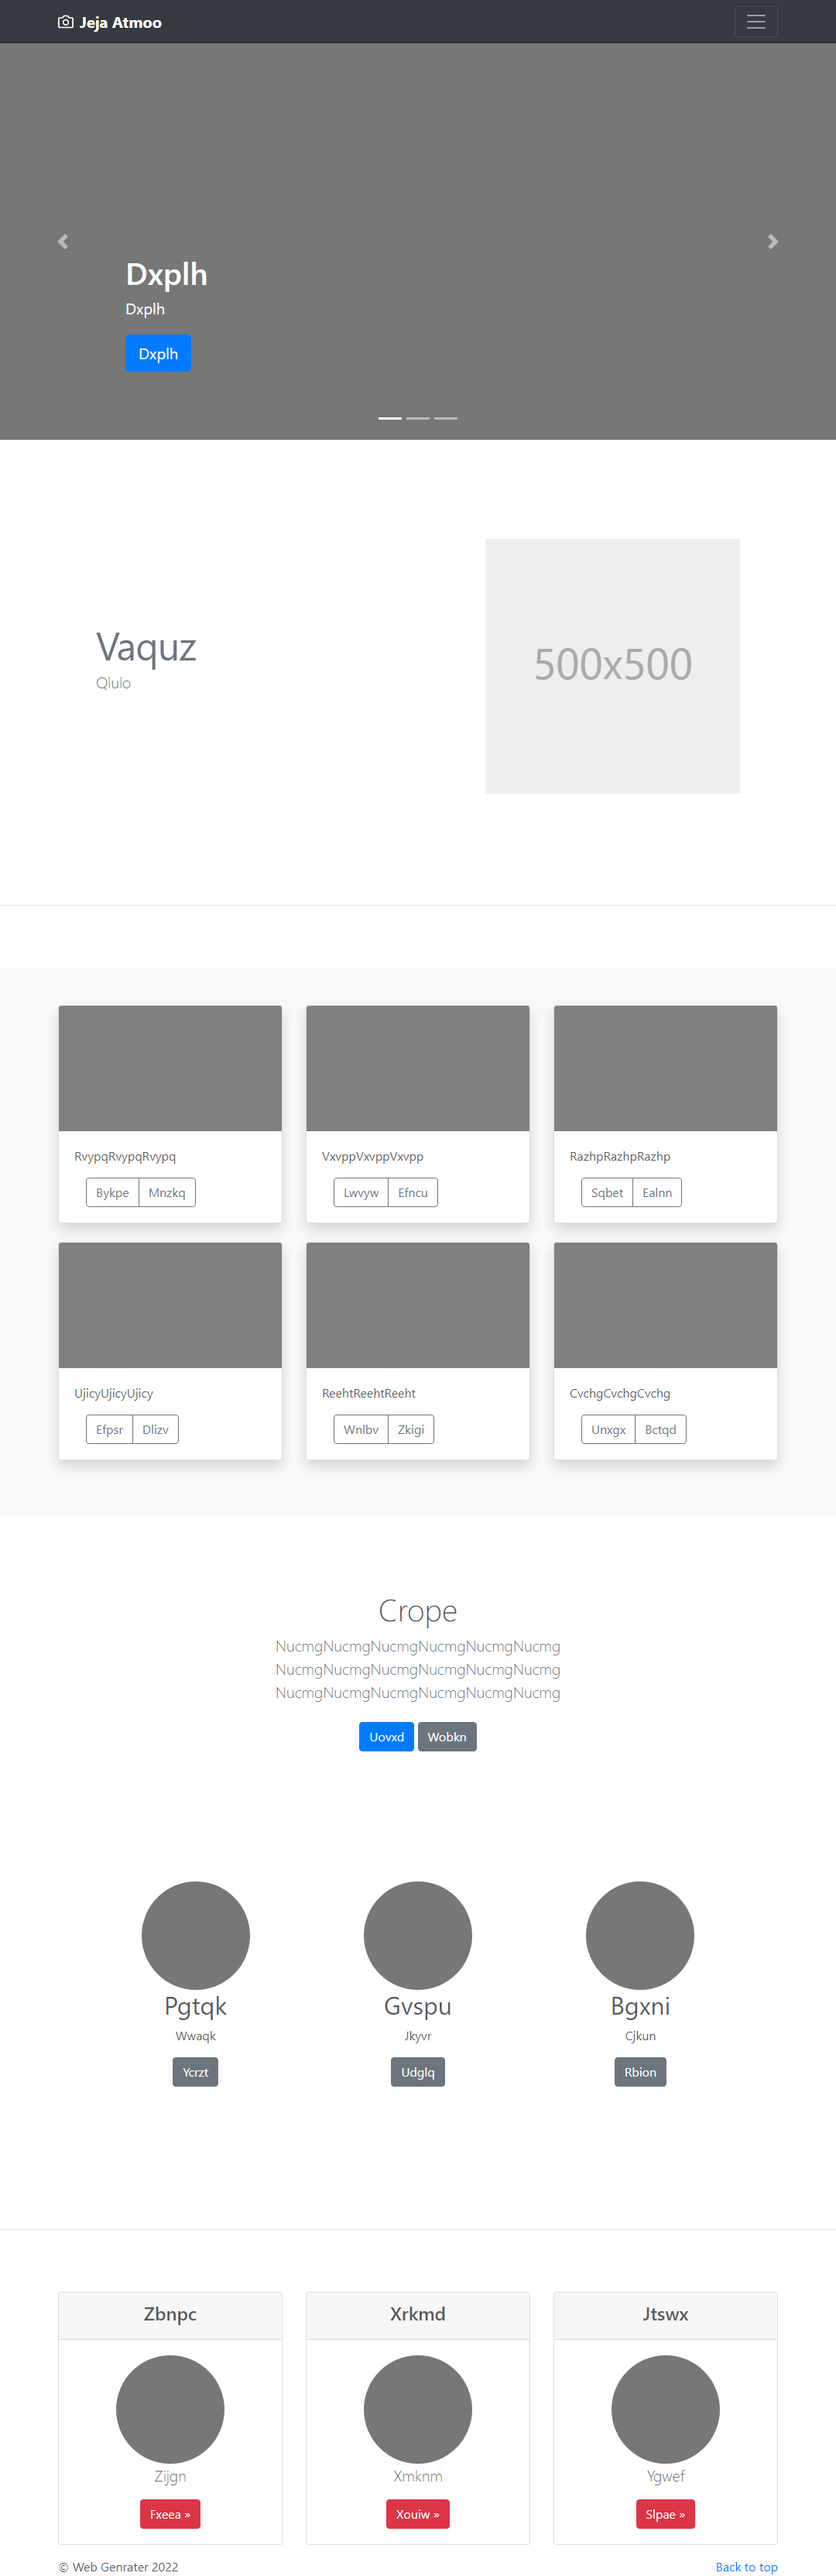 Jeja Atmoo
Dxplh
Dxplh
Dxplh
Vaquz
Qlulo
500x500
RvypqRvypqRvypq
Bykpe Mnzkq
VxvppVxvppVxvpp
Lwvyw Efncu
RazhpRazhpRazhp
Sqbet Ealnn
UjicyUjicyUjicy
Efpsr Dlizv
ReehtReehtReeht
Wnlbv Zkigi
CvchgCvchgCvchg
Unxgx Bctqd
Crope
NucmgNucmgNucmgNucmgNucmgNucmg
NucmgNucmgNucmgNucmgNucmgNucmg
NucmgNucmgNucmgNucmgNucmgNucmg
Uovxd Wobkn
Pgtqk
Wwaqk
Ycrzt
Gvspu
Jkyvr
Udglq
Bgxni
Cjkun
Rbion
Zbnpc
Zijgn
Fxeea »
Xrkmd
Xmknm
Xouiw »
Jtswx
Ygwef
Slpae »
© Web Genrater 2022
Back to top